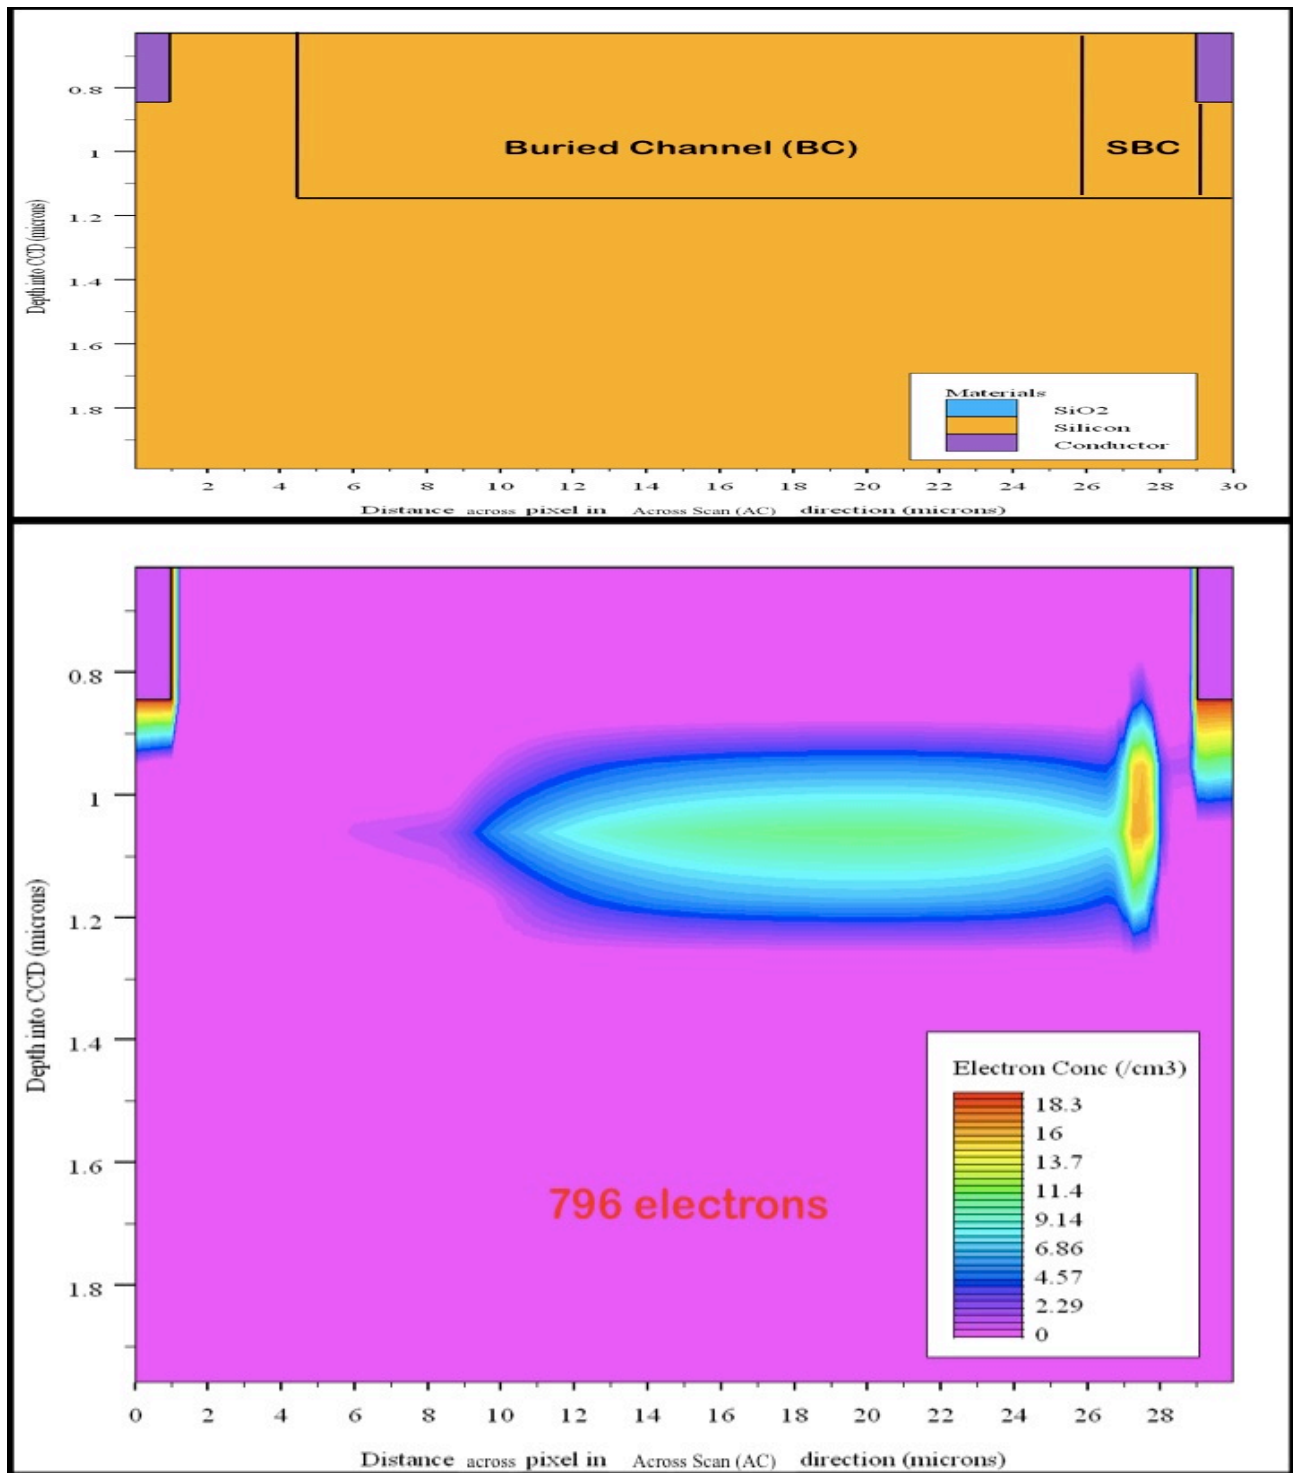 0.8
1
1.2
1.4
1.6
1.8
Depth into CCD (microns)
Buried Channel (BC)
SBC
Materials
SiO2
Silicon
Conductor
2 4 6 8 10 12 14 16 18 20 22 24 26 28 30
Distance across pixel in Across Scan (AC) direction (microns)
0.8
1
1.2
1.4
1.6
1.8
Depth into CCD (microns)
Electron Conc (/cm3)
18.3
16
13.7
11.4
9.14
6.86
4.57
2.29
0
796 electrons
0 2 4 6 8 10 12 14 16 18 20 22 24 26 28
Distance across pixel in Across Scan (AC) direction (microns)